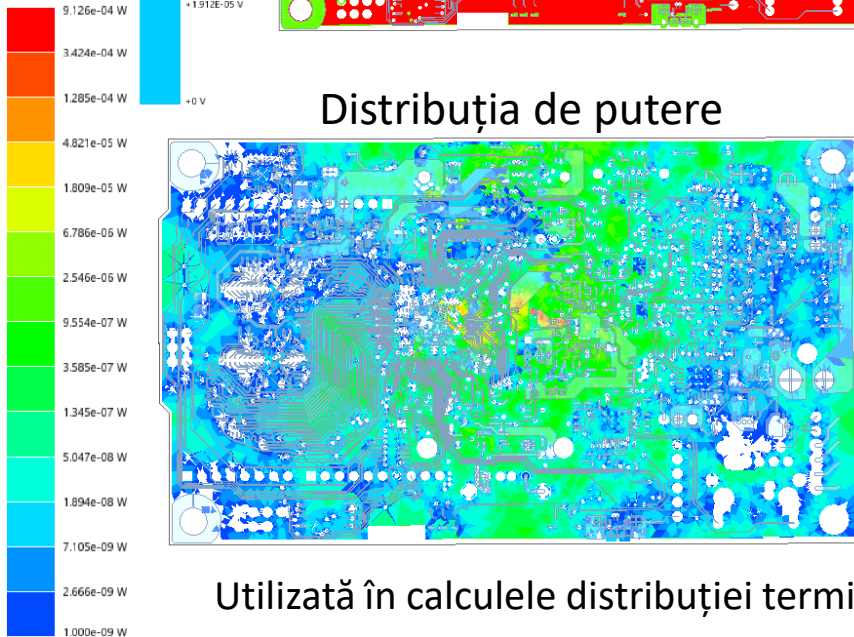 9.126e-04 W
+1.912E-05 V
3.424e-04 W
1.285e-04 W
+0 V
Distribuția de putere
4.821e-05 W
1.809e-05 W
6.786e-06 W
2.546e-06 W
9.554e-07 W
3.585e-07 W
1.345e-07 W
5.047e-08 W
1.894e-08 W
7.105e-09 W
2.666e-09 W
Utilizată în calculele distribuției termi
1.000e-09 W